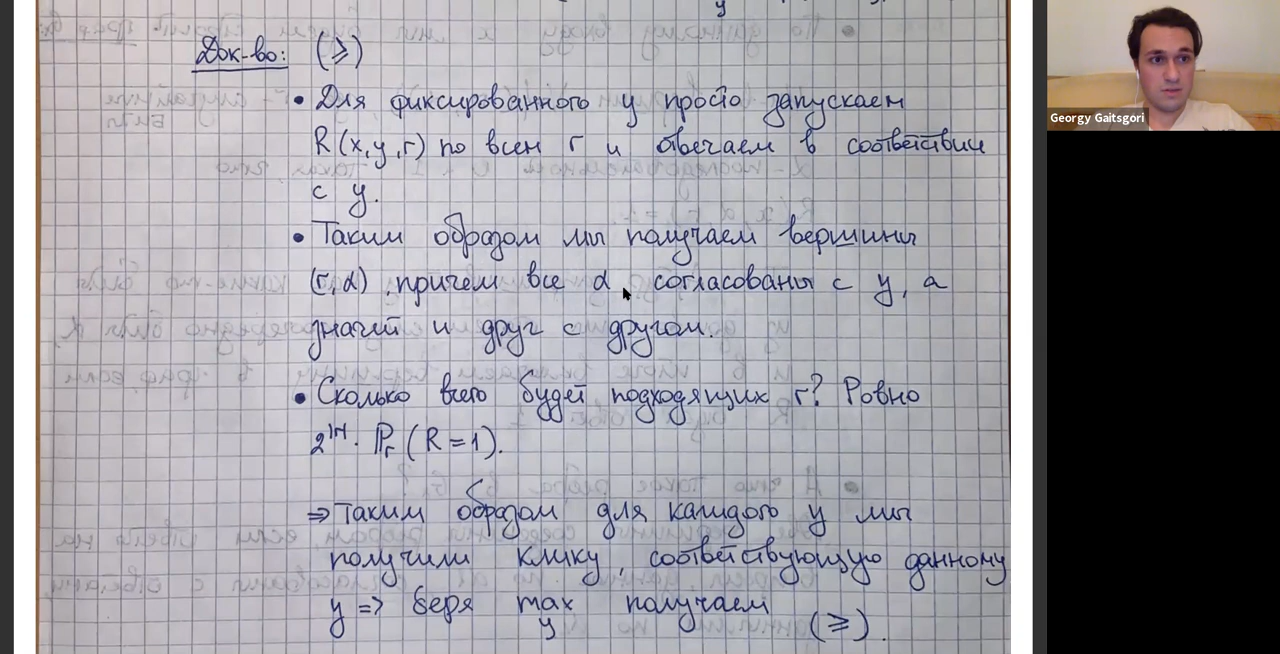 y
Док-во: (⩾)
• Для фиксированного y просто запускаем
R(x,y,r) по всем r и отвечаем в соответствии
с y.
• Таким образом мы получаем вершины
(r,α), причем все α согласованы с y, а
значит и друг с другом.
• Сколько всего будет подходящих r? Ровно
2^|r| · ℙ_r (R=1).
⇒ Таким образом для каждого y мы
получили клику, соответствующую данному
y => беря max получаем (⩾).
y
Georgy Gaitsgori